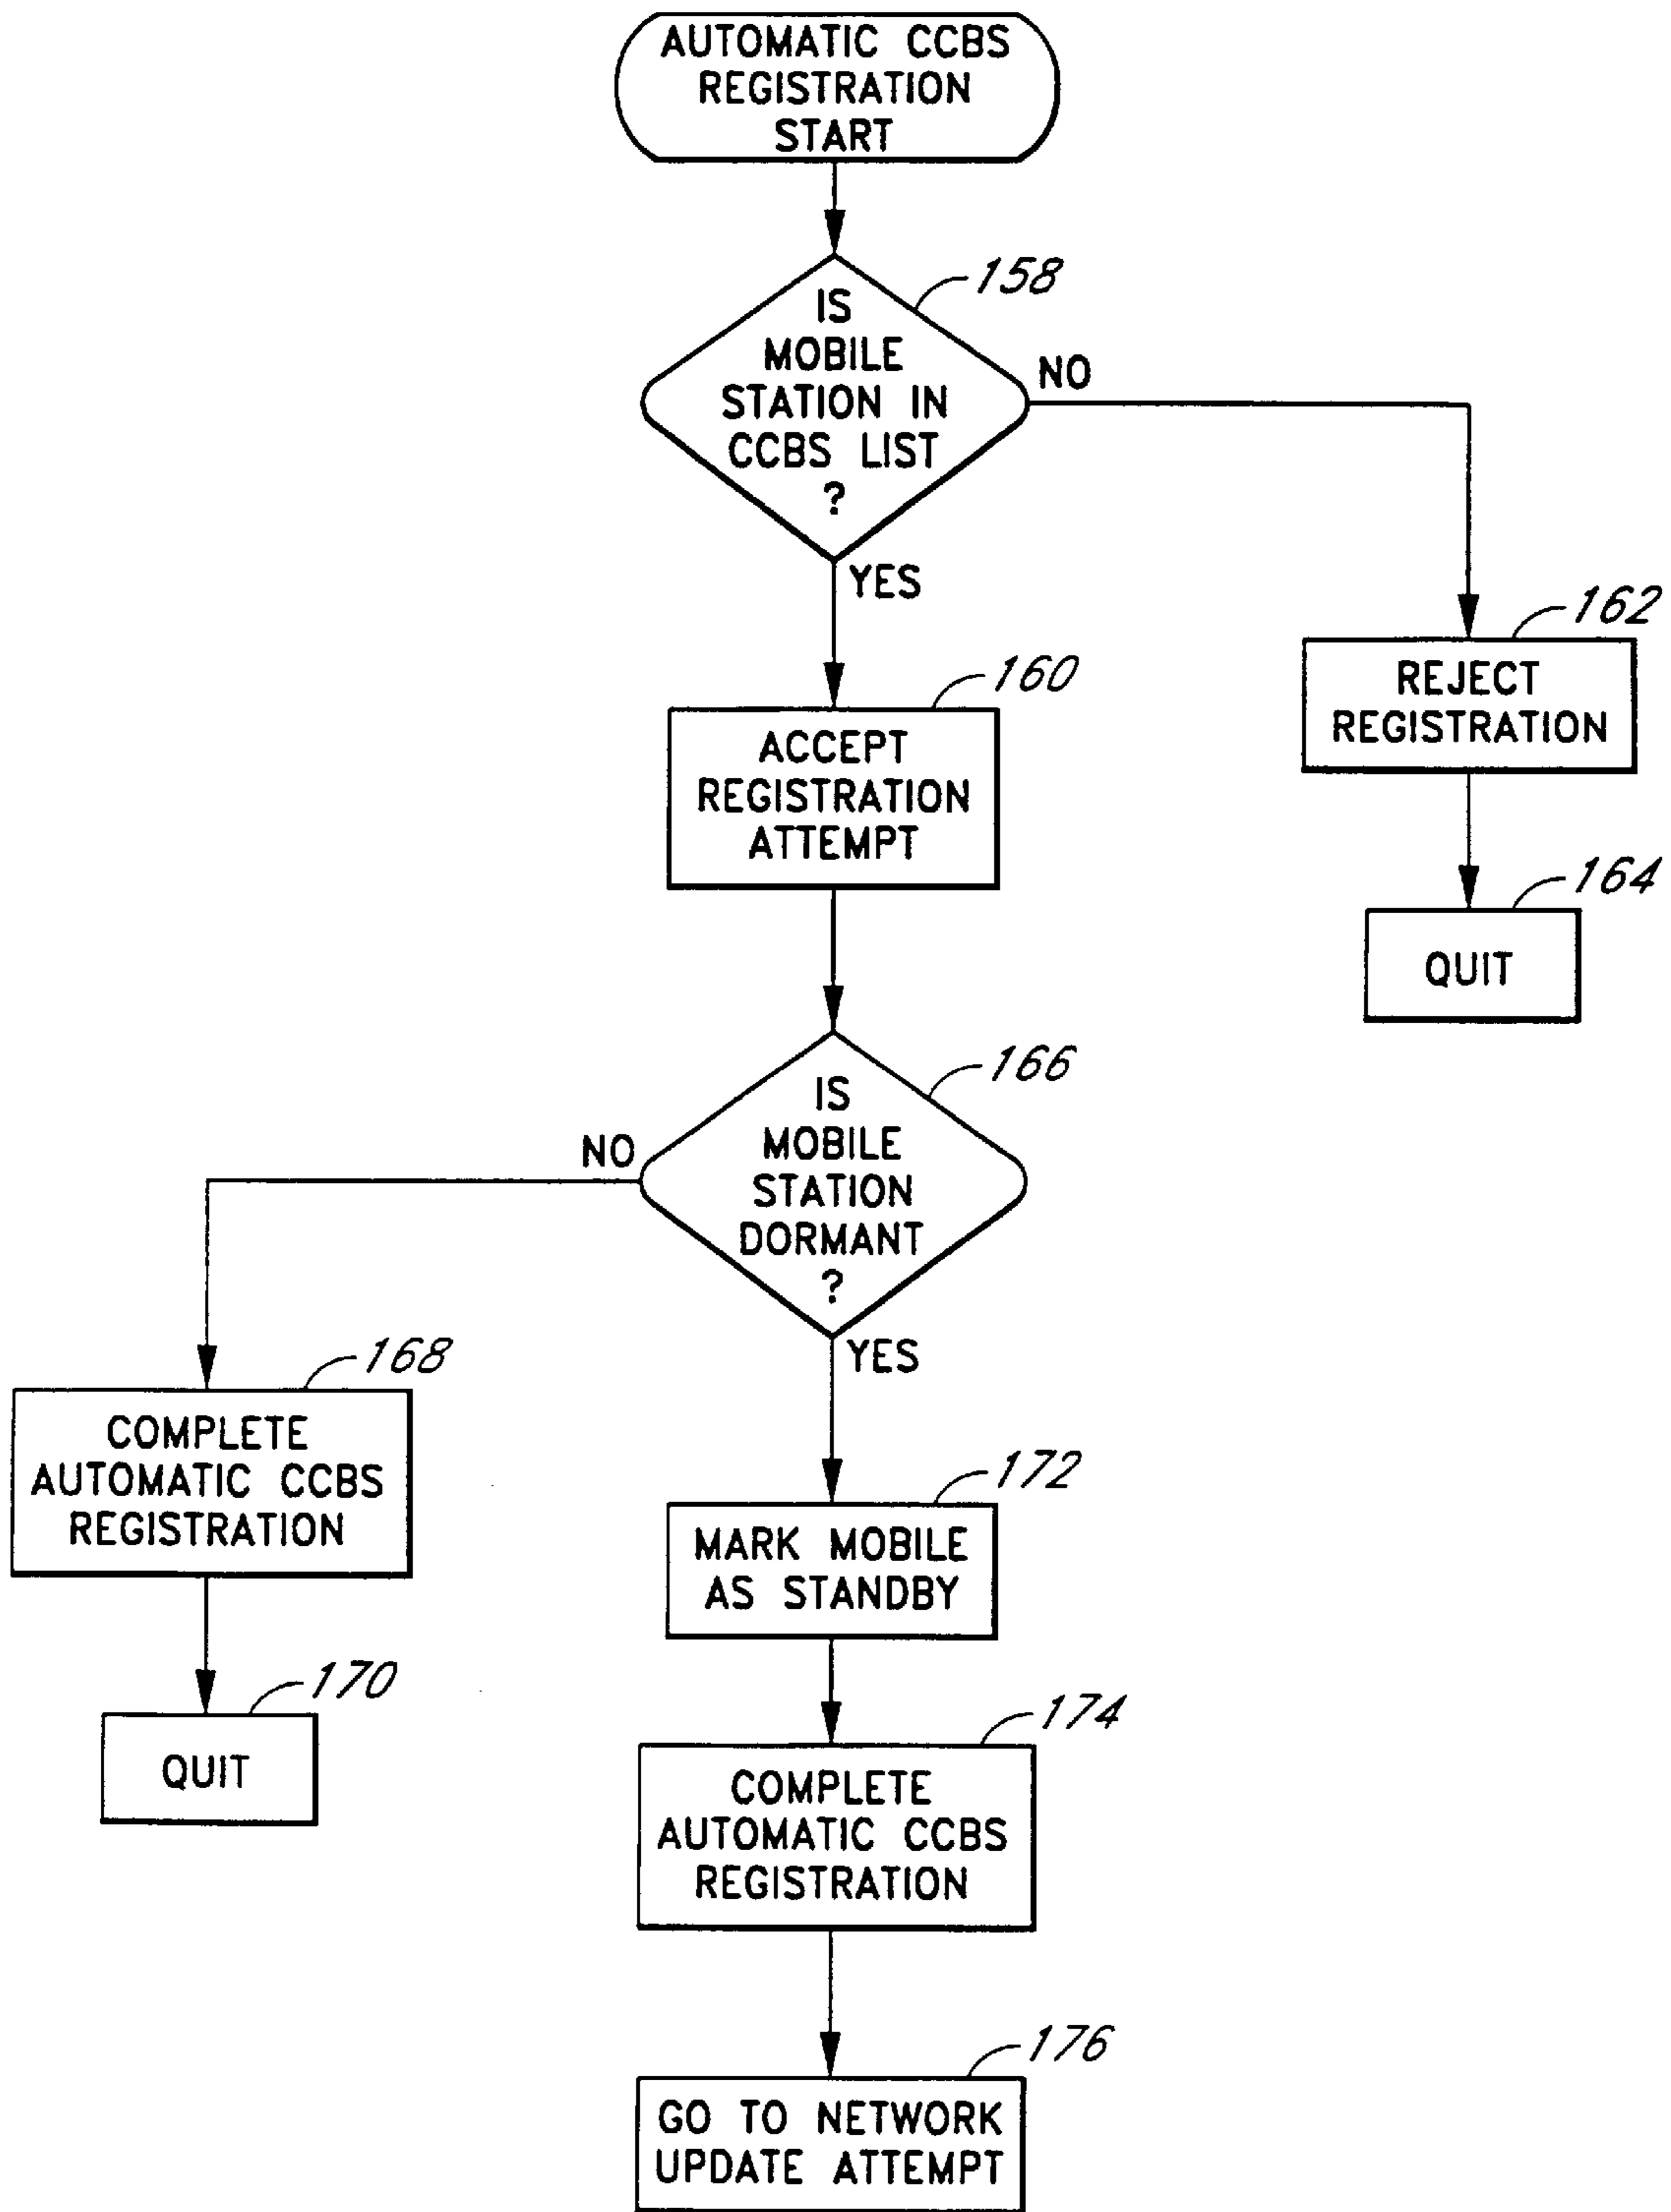 AUTOMATIC CCBS
REGISTRATION
START
158
IS
MOBILE
STATION IN
CCBS LIST
?
NO
YES
162
REJECT
REGISTRATION
160
ACCEPT
REGISTRATION
ATTEMPT
164
QUIT
166
IS
MOBILE
STATION
DORMANT
?
NO
YES
168
COMPLETE
AUTOMATIC CCBS
REGISTRATION
170
QUIT
172
MARK MOBILE
AS STANDBY
174
COMPLETE
AUTOMATIC CCBS
REGISTRATION
176
GO TO NETWORK
UPDATE ATTEMPT